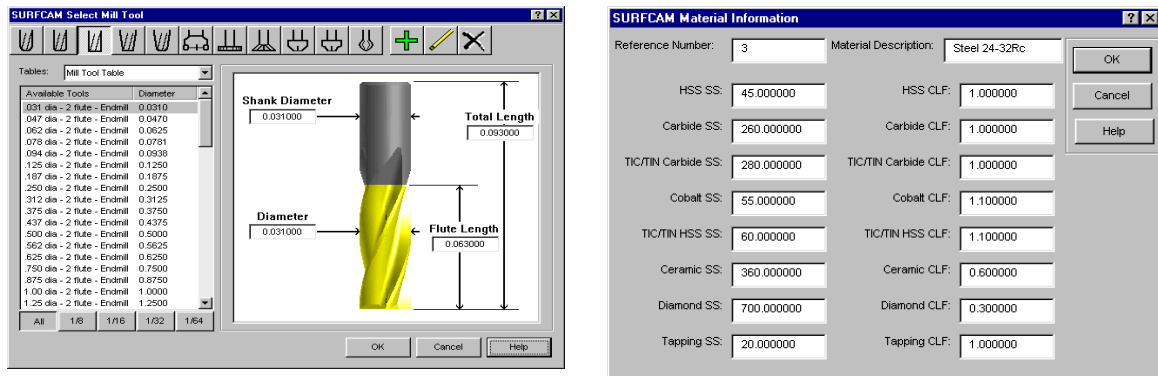 SURFCAM Select Mill Tool
Tables: Mill Tool Table
Available Tools Diameter
.031 dia - 2 flute - Endmill 0.0310
.047 dia - 2 flute - Endmill 0.0470
.062 dia - 2 flute - Endmill 0.0625
.078 dia - 2 flute - Endmill 0.0781
.094 dia - 2 flute - Endmill 0.0938
.125 dia - 2 flute - Endmill 0.1250
.187 dia - 2 flute - Endmill 0.1875
.250 dia - 2 flute - Endmill 0.2500
.312 dia - 2 flute - Endmill 0.3125
.375 dia - 2 flute - Endmill 0.3750
.437 dia - 2 flute - Endmill 0.4375
.500 dia - 2 flute - Endmill 0.5000
.562 dia - 2 flute - Endmill 0.5625
.625 dia - 2 flute - Endmill 0.6250
.750 dia - 2 flute - Endmill 0.7500
.875 dia - 2 flute - Endmill 0.8750
1.00 dia - 2 flute - Endmill 1.0000
1.25 dia - 2 flute - Endmill 1.2500
All 1/8 1/16 1/32 1/64
Shank Diameter
0.031000
Total Length
0.093000
Diameter
0.031000
Flute Length
0.063000
OK Cancel Help
SURFCAM Material Information
Reference Number: 3 Material Description: Steel 24-32Rc
HSS SS: 45.000000 HSS CLF: 1.000000
Carbide SS: 260.000000 Carbide CLF: 1.000000
TIC/TIN Carbide SS: 280.000000 TIC/TIN Carbide CLF: 1.000000
Cobalt SS: 55.000000 Cobalt CLF: 1.100000
TIC/TIN HSS SS: 60.000000 TIC/TIN HSS CLF: 1.100000
Ceramic SS: 360.000000 Ceramic CLF: 0.600000
Diamond SS: 700.000000 Diamond CLF: 0.300000
Tapping SS: 20.000000 Tapping CLF: 1.000000
OK
Cancel
Help